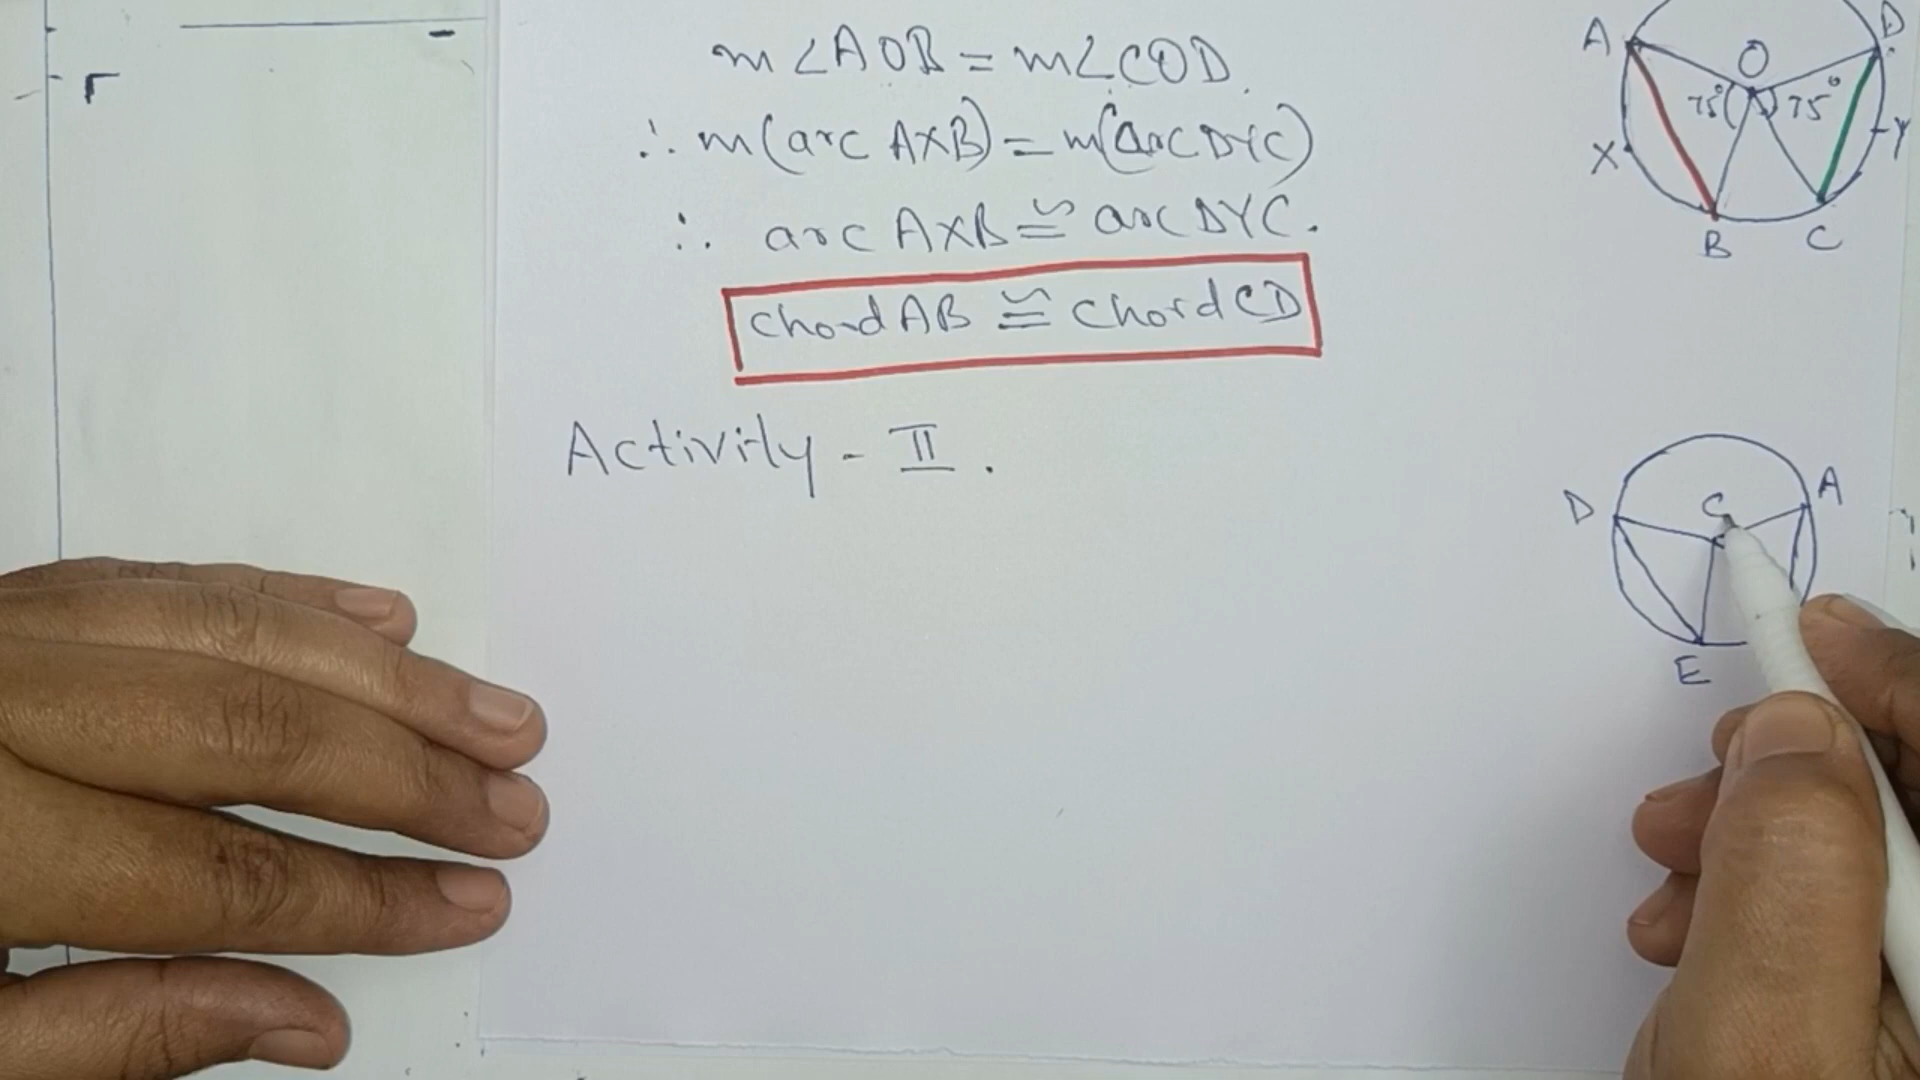 m∠AOB = m∠COD.
∴ m(arc AXB) = m(arc DYC)
∴ arc AXB ≅ arc DYC.
chord AB ≅ chord CD
Activity - II.
A
D
O
75°
75°
X
Y
B
C
D
C
A
E